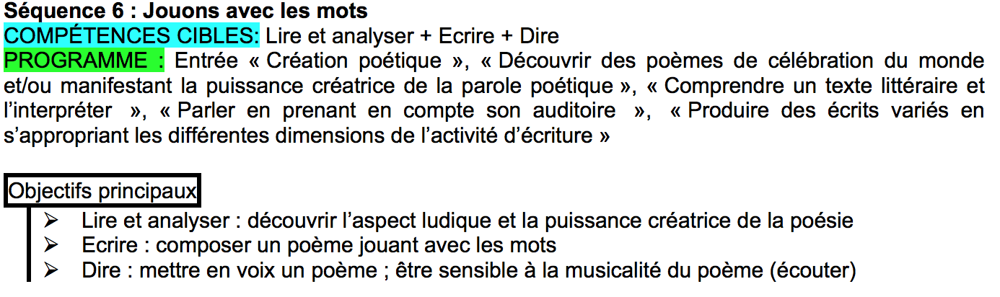 Séquence 6 : Jouons avec les mots
COMPÉTENCES CIBLES: Lire et analyser + Ecrire + Dire
PROGRAMME : Entrée « Création poétique », « Découvrir des poèmes de célébration du monde
et/ou manifestant la puissance créatrice de la parole poétique », « Comprendre un texte littéraire et
l’interpréter », « Parler en prenant en compte son auditoire », « Produire des écrits variés en
s’appropriant les différentes dimensions de l’activité d’écriture »
Objectifs principaux
➢ Lire et analyser : découvrir l’aspect ludique et la puissance créatrice de la poésie
➢ Ecrire : composer un poème jouant avec les mots
➢ Dire : mettre en voix un poème ; être sensible à la musicalité du poème (écouter)